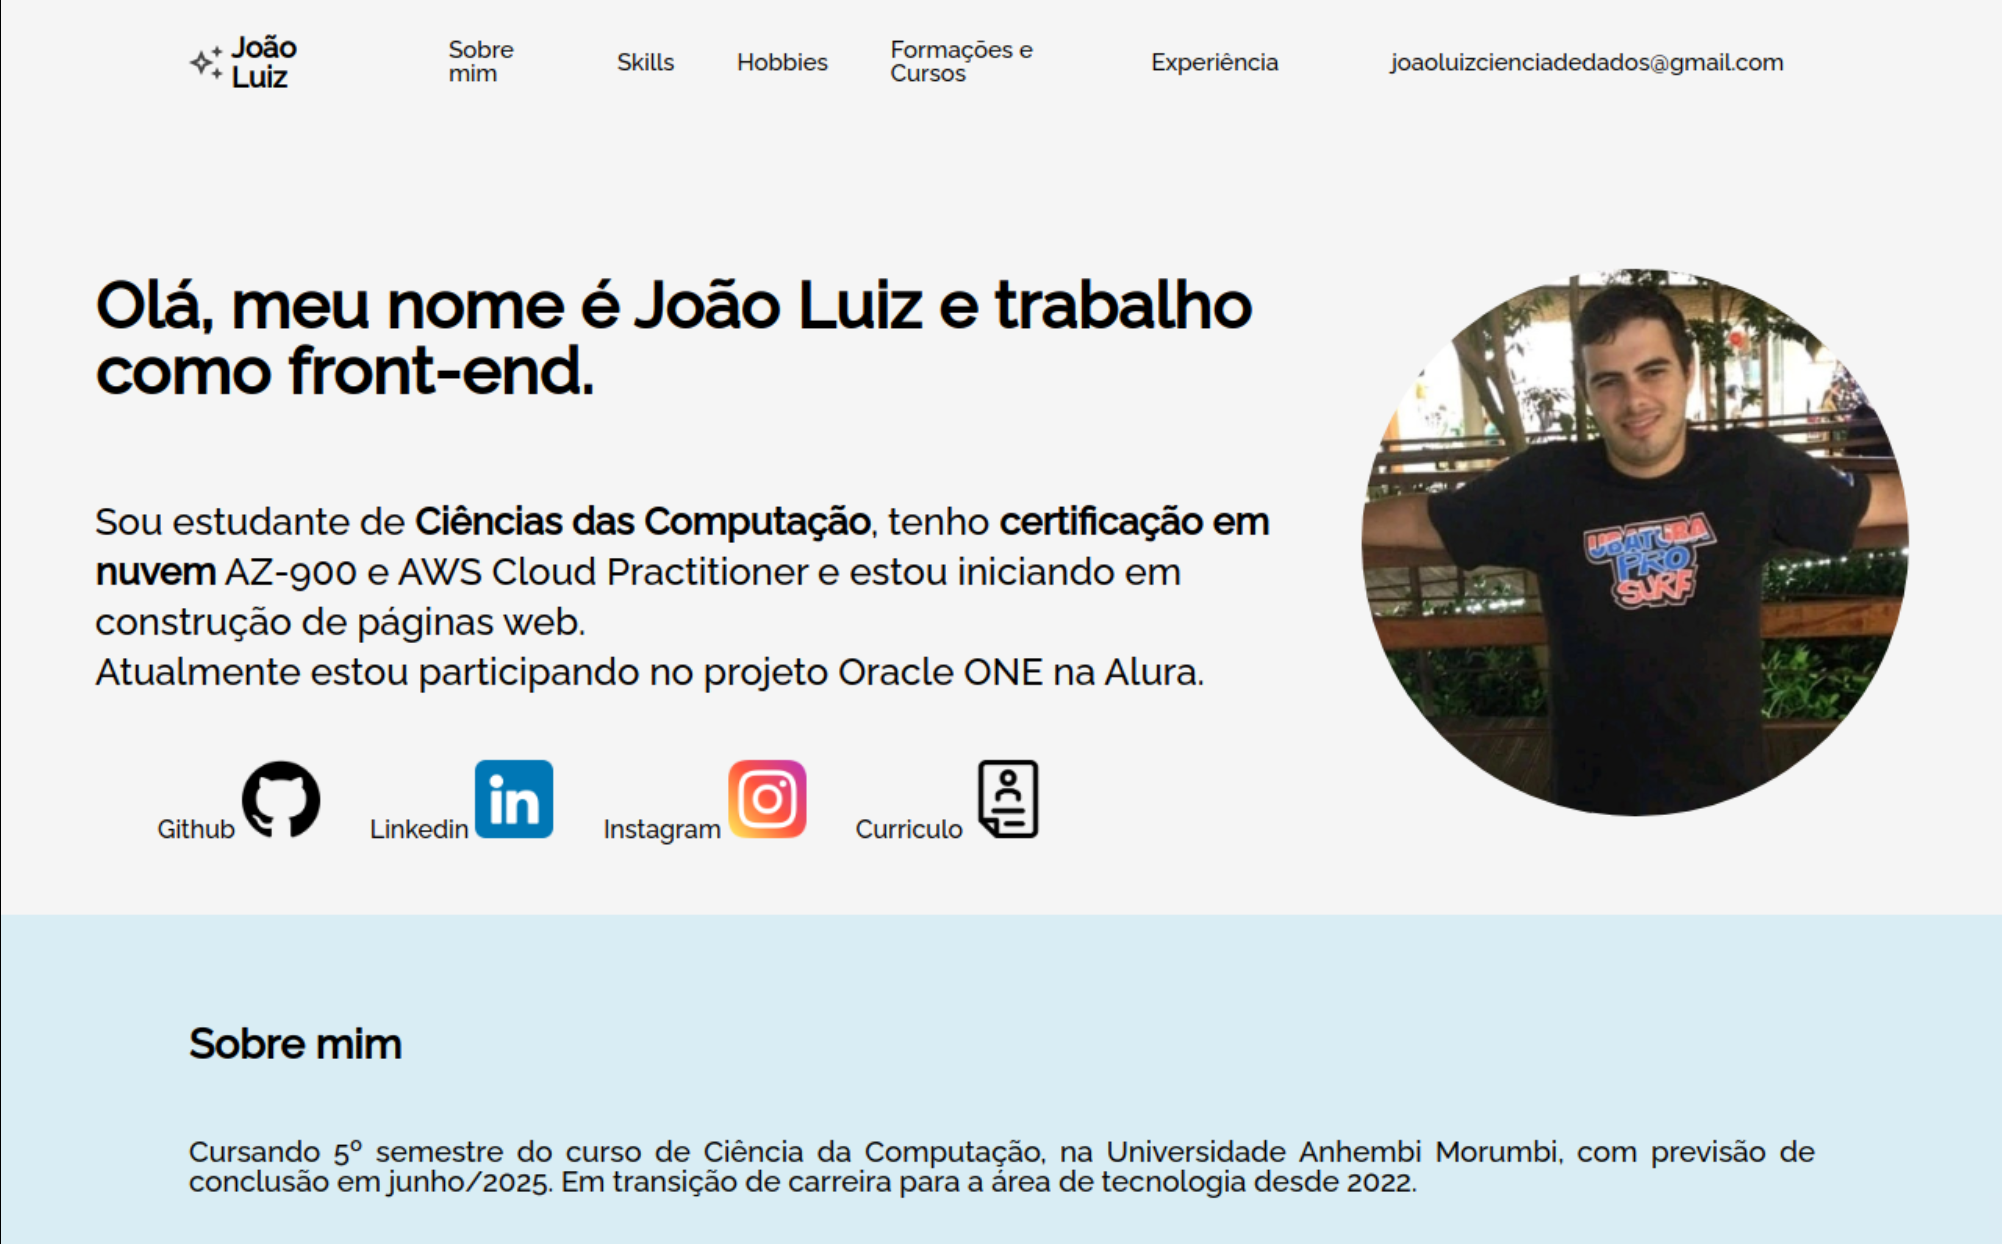 João
Luiz
Sobre
mim
Skills
Hobbies
Formações e
Cursos
Experiência
joaoluizcienciadedados@gmail.com
Olá, meu nome é João Luiz e trabalho
como front-end.
Sou estudante de Ciências das Computação, tenho certificação em
nuvem AZ-900 e AWS Cloud Practitioner e estou iniciando em
construção de páginas web.
Atualmente estou participando no projeto Oracle ONE na Alura.
UBATUBA
PRO
SURF
Github
Linkedin
in
Instagram
Curriculo
Sobre mim
Cursando 5º semestre do curso de Ciência da Computação, na Universidade Anhembi Morumbi, com previsão de
conclusão em junho/2025. Em transição de carreira para a área de tecnologia desde 2022.